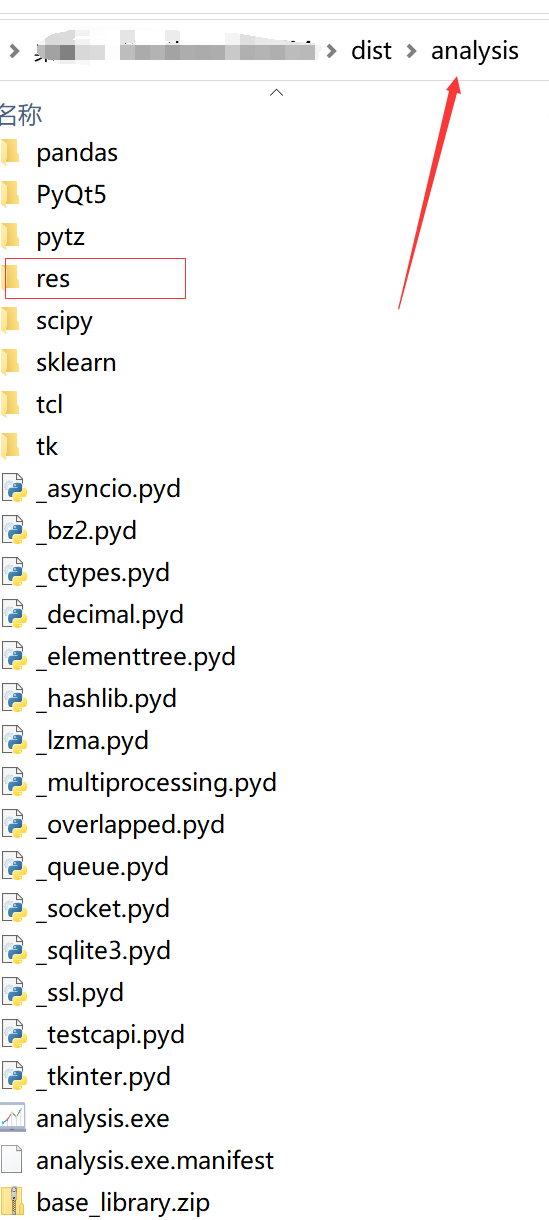 dist analysis
名称
pandas
PyQt5
pytz
res
scipy
sklearn
tcl
tk
_asyncio.pyd
_bz2.pyd
_ctypes.pyd
_decimal.pyd
_elementtree.pyd
_hashlib.pyd
_lzma.pyd
_multiprocessing.pyd
_overlapped.pyd
_queue.pyd
_socket.pyd
_sqlite3.pyd
_ssl.pyd
_testcapi.pyd
_tkinter.pyd
analysis.exe
analysis.exe.manifest
base_library.zip